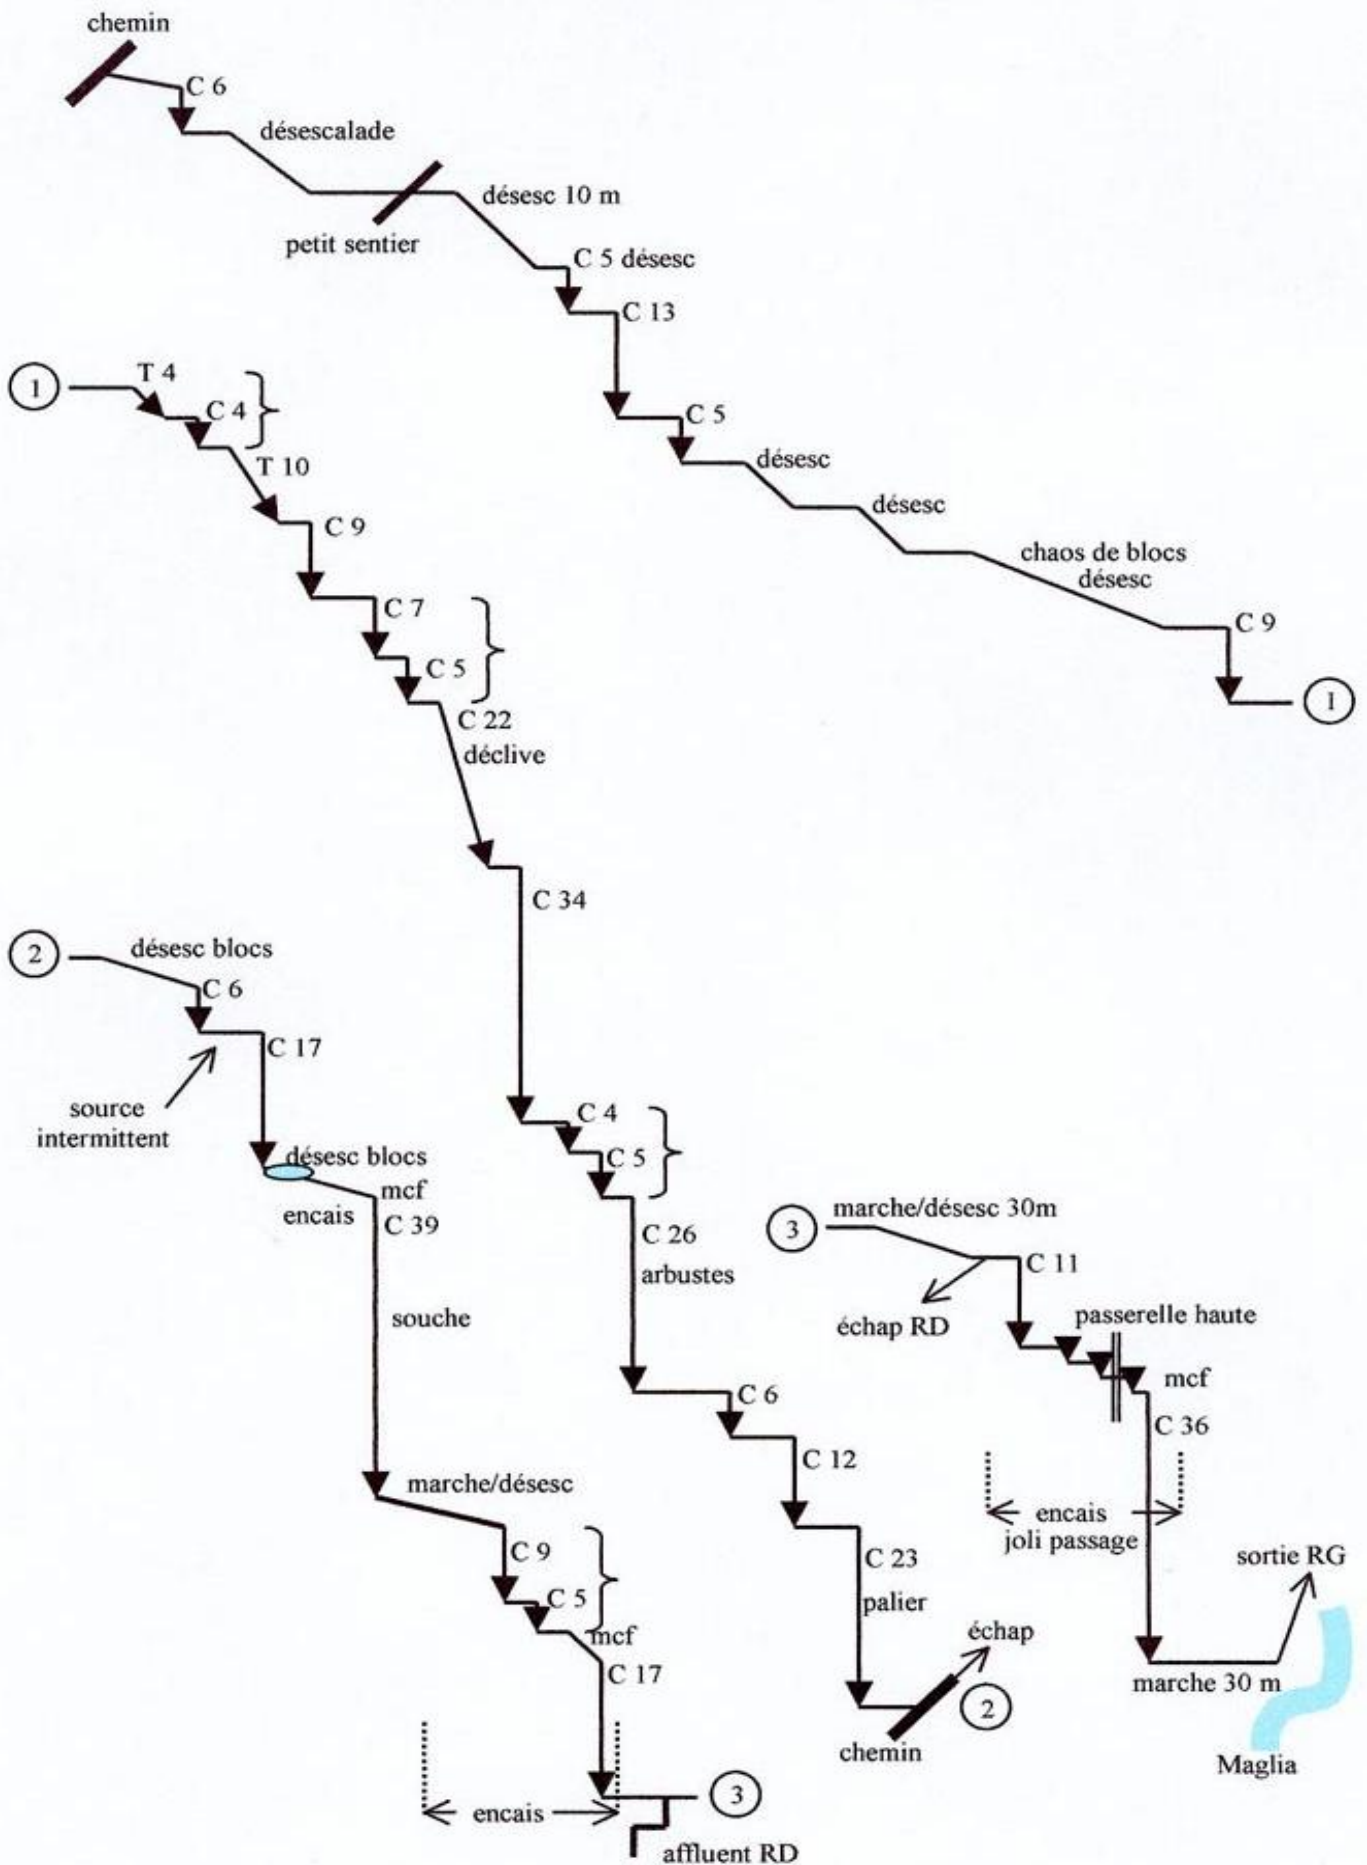 chemin
C 6
désescalade
petit sentier
désesc 10 m
C 5 désesc
C 13
C 5
désesc
désesc
chaos de blocs
désesc
C 9
1
1
T 4
C 4
T 10
C 9
C 7
C 5
C 22
déclive
C 34
C 4
C 5
C 26
arbustes
C 6
C 12
C 23
palier
échap
2
chemin
2
désesc blocs
C 6
C 17
source
intermittent
désesc blocs
mcf
encais
C 39
souche
marche/désesc
C 9
C 5
mcf
C 17
encais
3
affluent RD
3
marche/désesc 30m
C 11
échap RD
passerelle haute
mcf
C 36
encais
joli passage
sortie RG
marche 30 m
Maglia